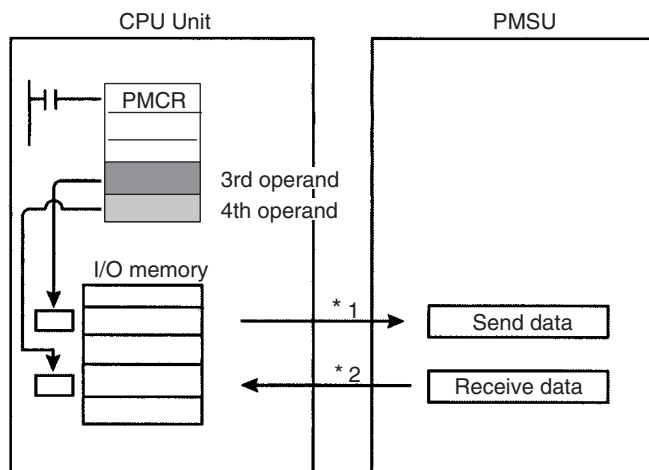 CPU Unit
PMSU
PMCR
3rd operand
4th operand
I/O memory
* 1
Send data
* 2
Receive data